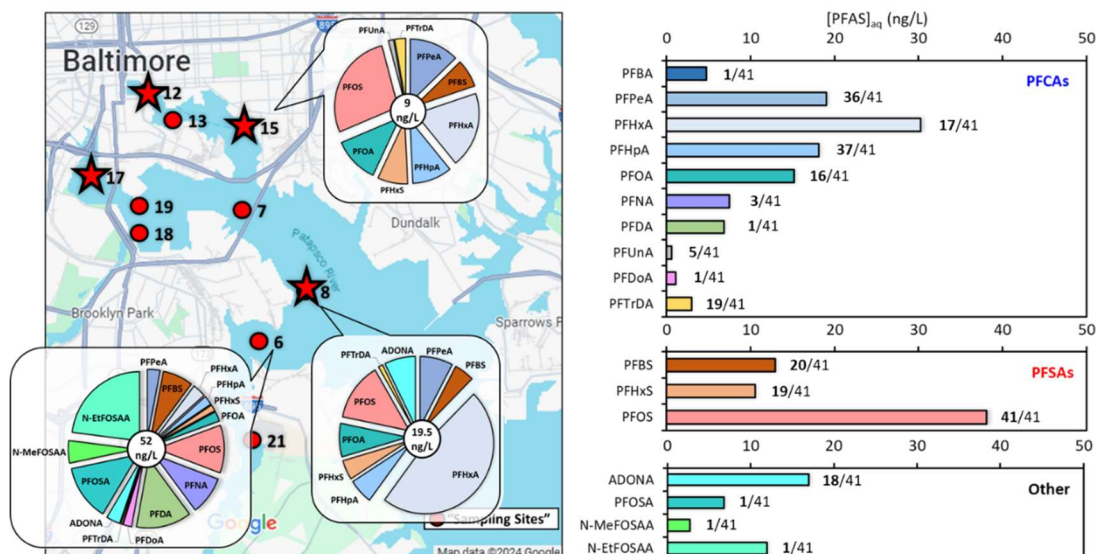 129
895
Baltimore
12
13
15
17
19
18
7
8
6
21
Dundalk
Patapsco River
Brooklyn Park
173
Sparrows P
PFUnA
PFTrDA
PFPeA
PFBS
PFHxA
PFHpA
PFHxS
PFOA
PFOS
9
ng/L
PFPeA
PFBS
PFHxA
PFHpA
PFHxS
PFOA
PFOS
PFNA
PFDA
PFDoA
PFTrDA
ADONA
PFOSA
N-MeFOSAA
N-EtFOSAA
52
ng/L
PFTrDA
ADONA
PFPeA
PFBS
PFHxA
PFHpA
PFHxS
PFOA
PFOS
19.5
ng/L
Google
"Sampling Sites"
Map data ©2024 Google
[PFAS]aq (ng/L)
0 10 20 30 40 50
PFBA 1/41 PFCAs
PFPeA 36/41
PFHxA 17/41
PFHpA 37/41
PFOA 16/41
PFNA 3/41
PFDA 1/41
PFUnA 5/41
PFDoA 1/41
PFTrDA 19/41
0 10 20 30 40 50
PFBS 20/41 PFSAs
PFHxS 19/41
PFOS 41/41
0 10 20 30 40 50
ADONA 18/41 Other
PFOSA 1/41
N-MeFOSAA 1/41
N-EtFOSAA 1/41